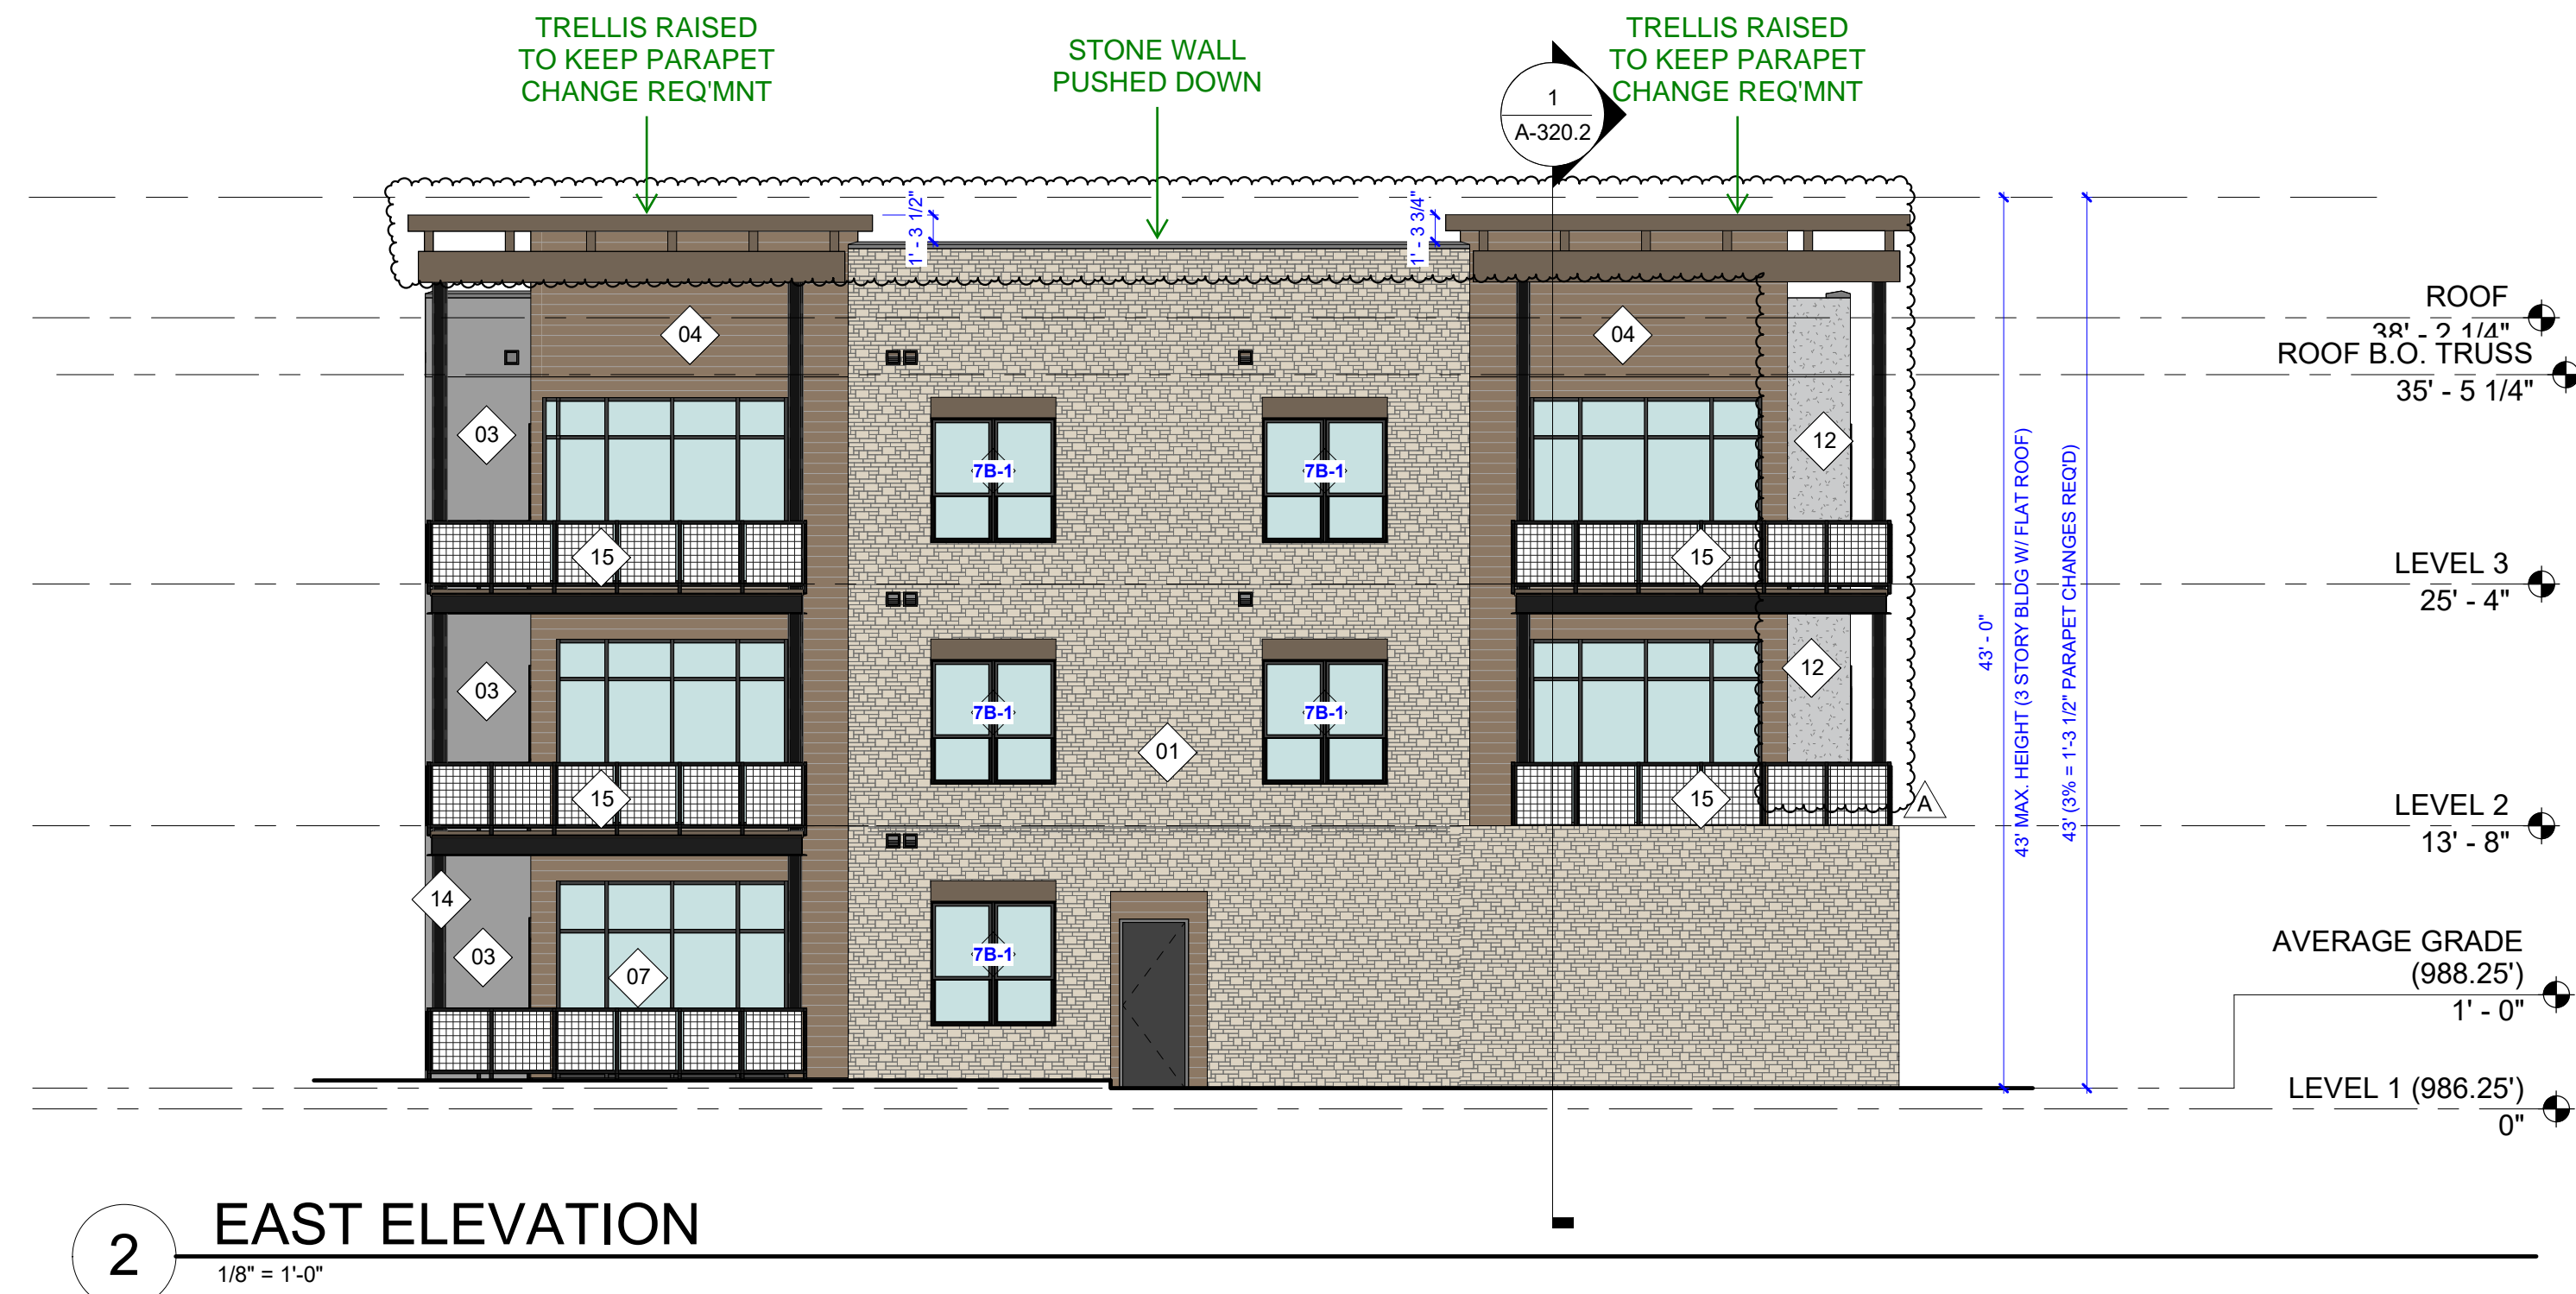 TRELLIS RAISED
TO KEEP PARAPET
CHANGE REQ'MNT
STONE WALL
PUSHED DOWN
TRELLIS RAISED
TO KEEP PARAPET
CHANGE REQ'MNT
1
A-320.2
1' - 3 1/2"
1' - 3 3/4"
ROOF
38' - 2 1/4"
ROOF B.O. TRUSS
35' - 5 1/4"
04
04
03
12
7B-1
7B-1
15
15
LEVEL 3
25' - 4"
43' - 0"
43' MAX. HEIGHT (3 STORY BLDG W/ FLAT ROOF)
43' (3% = 1'-3 1/2" PARAPET CHANGES REQ'D)
03
12
7B-1
7B-1
01
15
15
A
LEVEL 2
13' - 8"
14
03
07
7B-1
AVERAGE GRADE
(988.25')
1' - 0"
LEVEL 1 (986.25')
0"
2
EAST ELEVATION
1/8" = 1'-0"